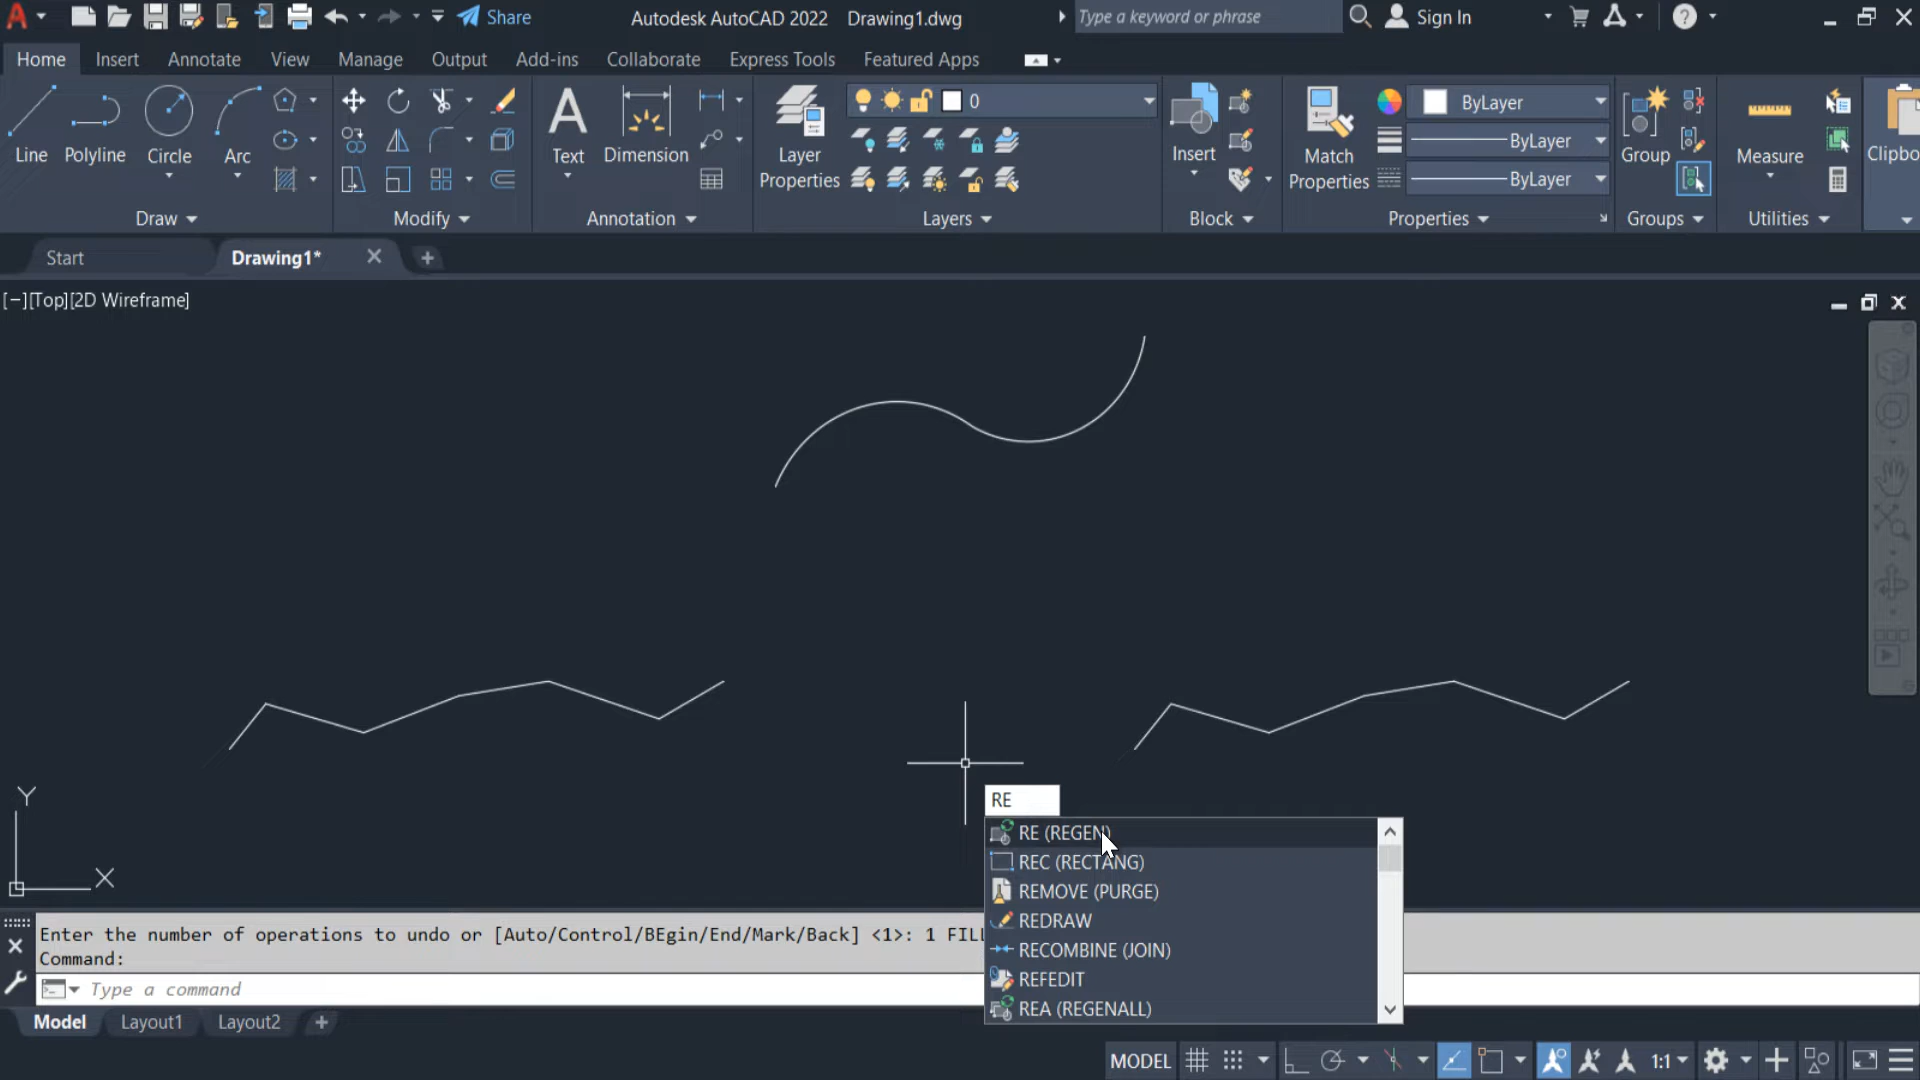 Share
Autodesk AutoCAD 2022 Drawing1.dwg
Type a keyword or phrase
Sign In
Home Insert Annotate View Manage Output Add-ins Collaborate Express Tools Featured Apps
Line Polyline Circle Arc
Text Dimension
Layer Properties
0
Insert
Match Properties
ByLayer
ByLayer
ByLayer
Group
Measure
Clipbo
Draw Modify Annotation Layers Block Properties Groups Utilities
Start Drawing1*
[−][Top][2D Wireframe]
Y
X
RE
RE (REGEN)
REC (RECTANG)
REMOVE (PURGE)
REDRAW
RECOMBINE (JOIN)
REFEDIT
REA (REGENALL)
Enter the number of operations to undo or [Auto/Control/BEgin/End/Mark/Back] <1>: 1 FILL
Command:
Type a command
Model Layout1 Layout2
MODEL 1:1